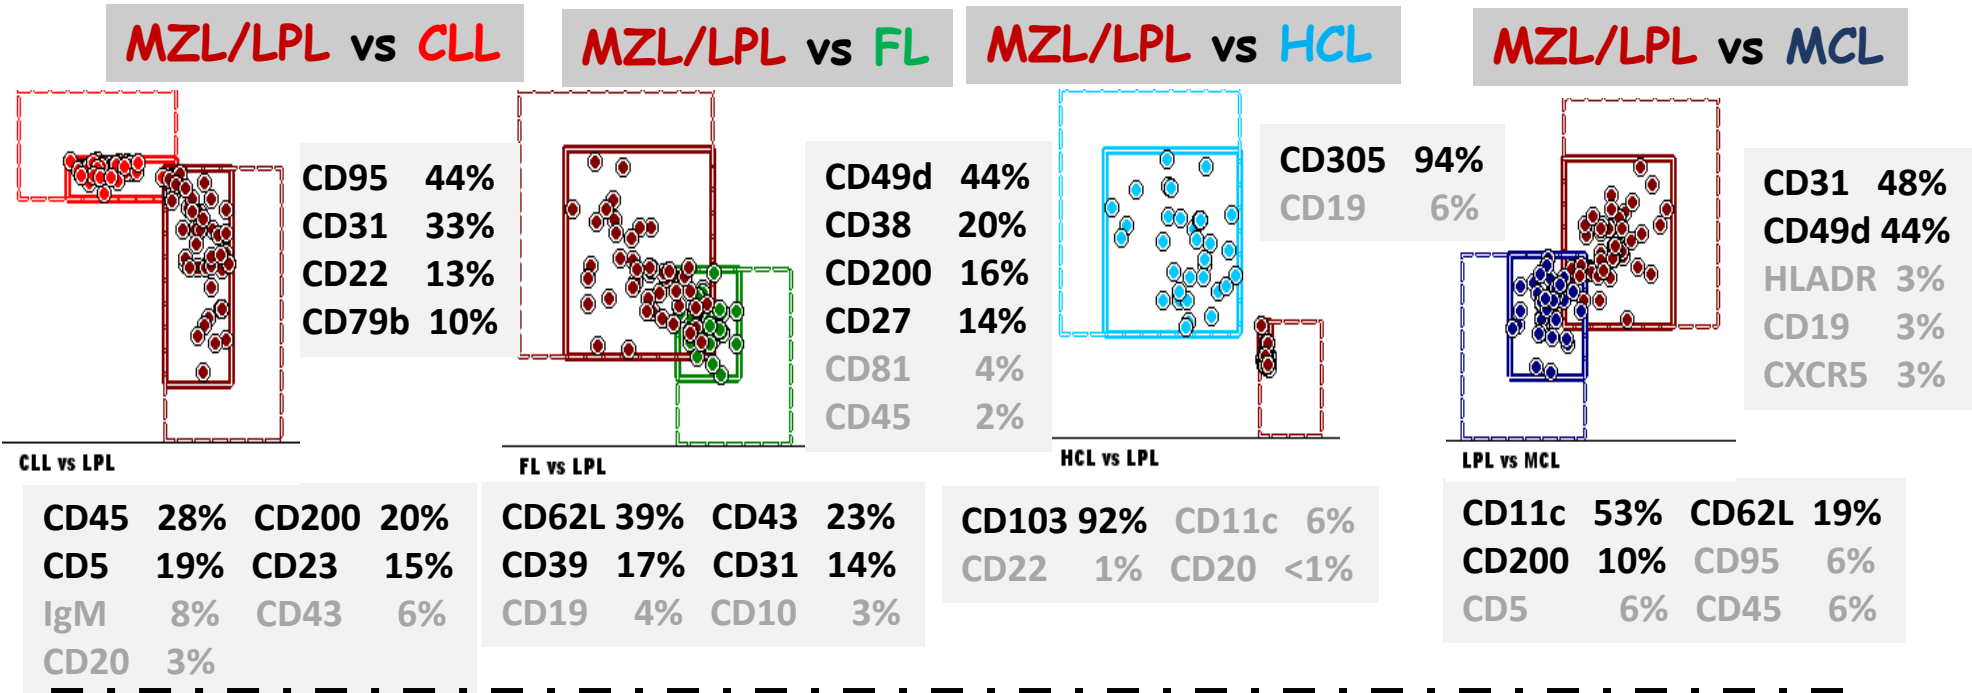 MZL/LPL vs CLL
CD95 44%
CD31 33%
CD22 13%
CD79b 10%
CLL vs LPL
CD45 28% CD200 20%
CD5 19% CD23 15%
IgM 8% CD43 6%
CD20 3%
MZL/LPL vs FL
CD49d 44%
CD38 20%
CD200 16%
CD27 14%
CD81 4%
CD45 2%
FL vs LPL
CD62L 39% CD43 23%
CD39 17% CD31 14%
CD19 4% CD10 3%
MZL/LPL vs HCL
CD305 94%
CD19 6%
HCL vs LPL
CD103 92% CD11c 6%
CD22 1% CD20 <1%
MZL/LPL vs MCL
CD31 48%
CD49d 44%
HLADR 3%
CD19 3%
CXCR5 3%
LPL vs MCL
CD11c 53% CD62L 19%
CD200 10% CD95 6%
CD5 6% CD45 6%